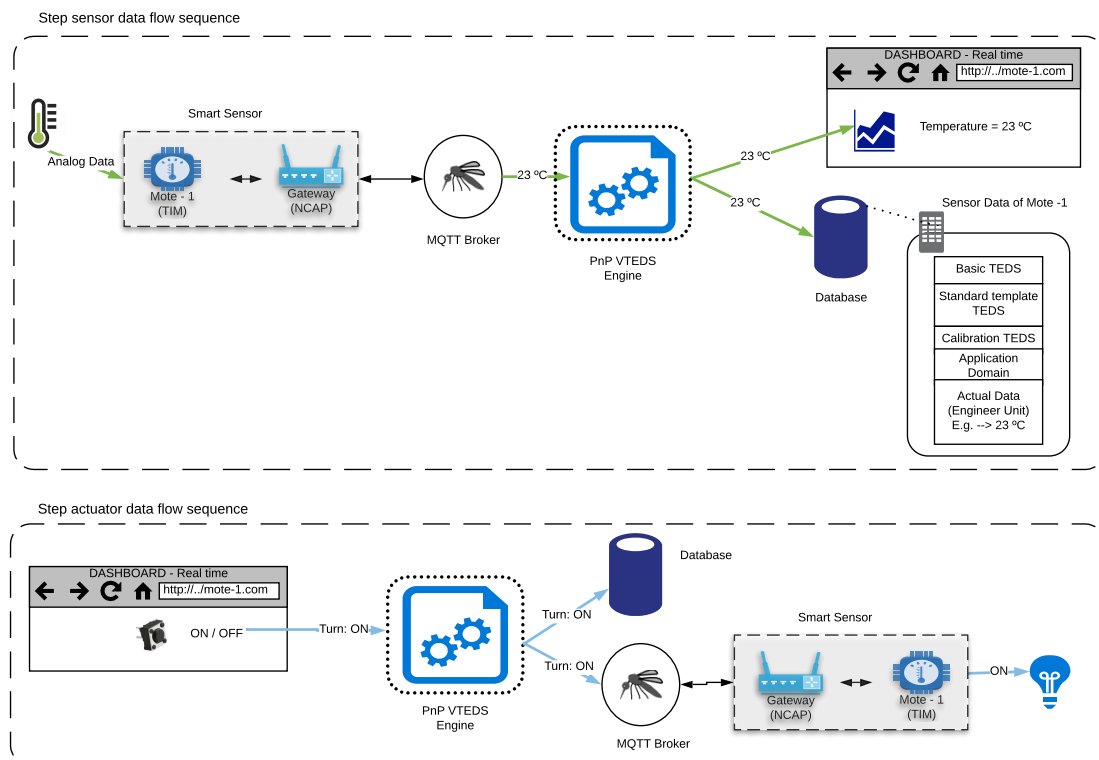 Step sensor data flow sequence
DASHBOARD - Real time
http://../mote-1.com
Temperature = 23 ºC
Analog Data
Smart Sensor
Mote - 1
(TIM)
Gateway
(NCAP)
MQTT Broker
23 ºC
PnP VTEDS
Engine
23 ºC
23 ºC
Database
Sensor Data of Mote -1
Basic TEDS
Standard template
TEDS
Calibration TEDS
Application
Domain
Actual Data
(Engineer Unit)
E.g. --> 23 ºC
Step actuator data flow sequence
DASHBOARD - Real time
http://../mote-1.com
ON / OFF
Turn: ON
PnP VTEDS
Engine
Turn: ON
Database
Turn: ON
MQTT Broker
Smart Sensor
Gateway
(NCAP)
Mote - 1
(TIM)
ON